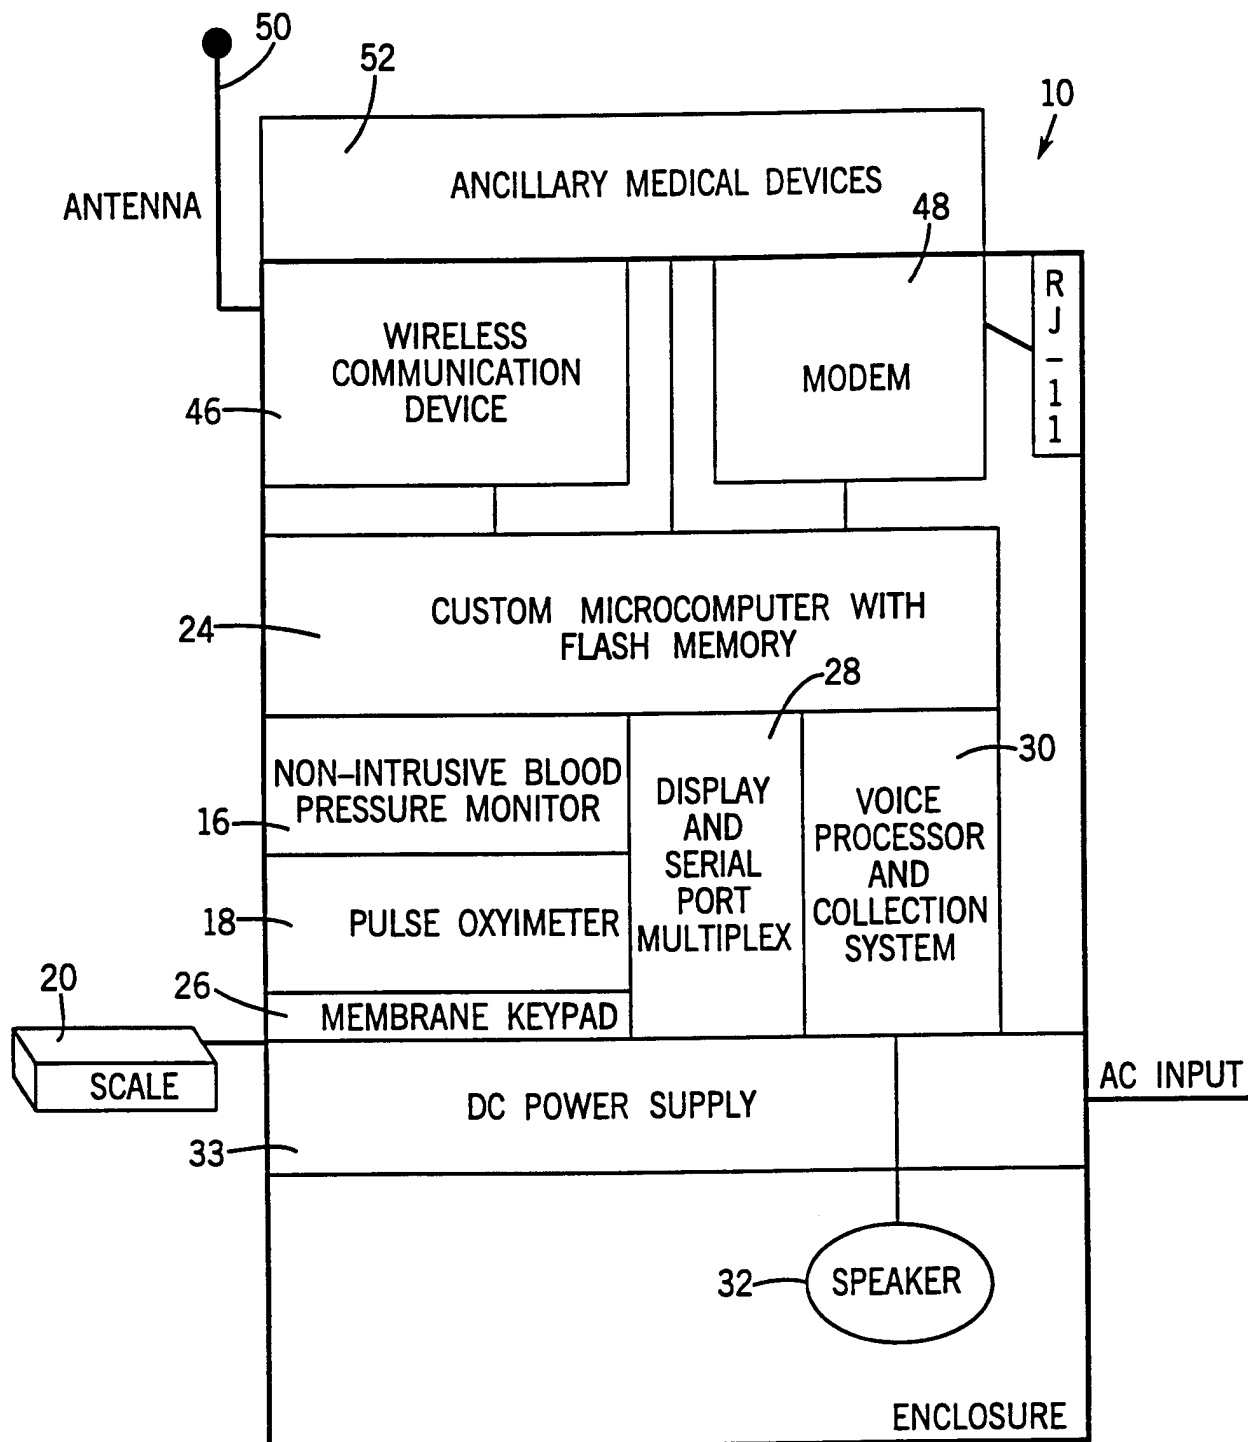 50
52
10
ANTENNA
ANCILLARY MEDICAL DEVICES
48
WIRELESS
COMMUNICATION
DEVICE
46
MODEM
R
J
-
1
1
24
CUSTOM MICROCOMPUTER WITH
FLASH MEMORY
28
30
NON-INTRUSIVE BLOOD
PRESSURE MONITOR
16
DISPLAY
AND
SERIAL
PORT
MULTIPLEX
VOICE
PROCESSOR
AND
COLLECTION
SYSTEM
18
PULSE OXYIMETER
20
26
MEMBRANE KEYPAD
SCALE
DC POWER SUPPLY
AC INPUT
33
32
SPEAKER
ENCLOSURE